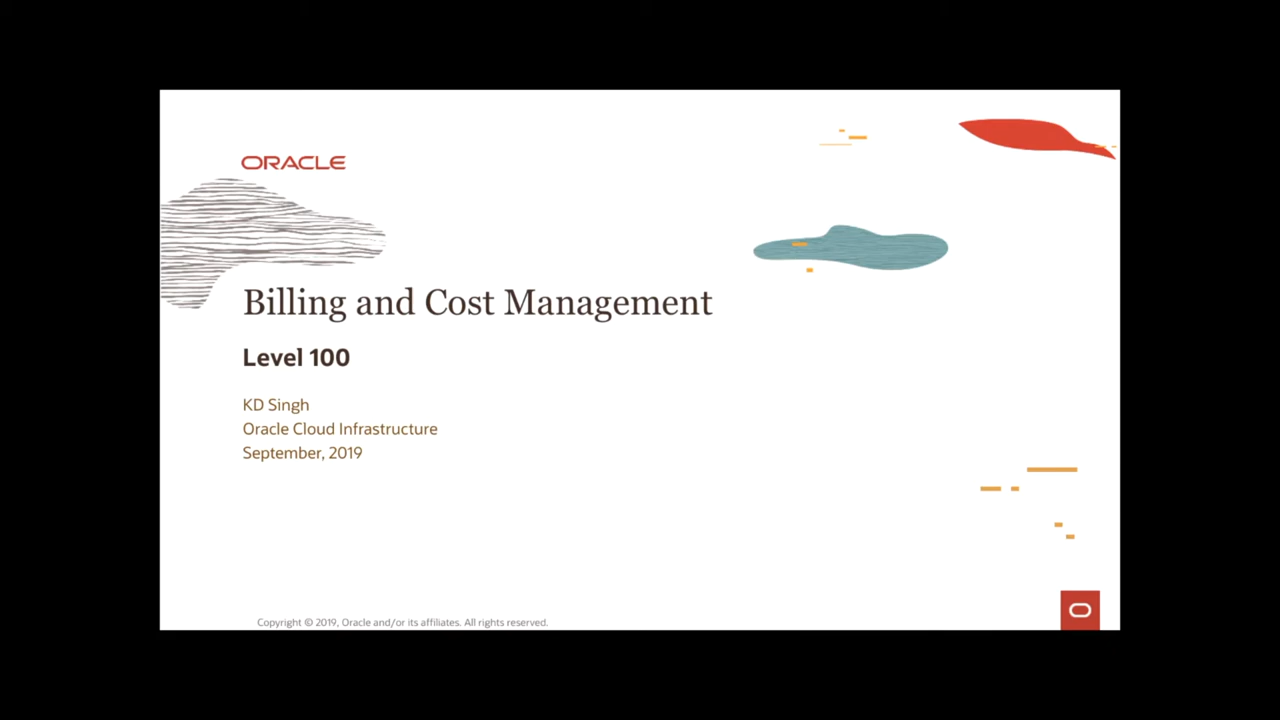 ORACLE
Billing and Cost Management
Level 100
KD Singh
Oracle Cloud Infrastructure
September, 2019
Copyright © 2019, Oracle and/or its affiliates. All rights reserved.